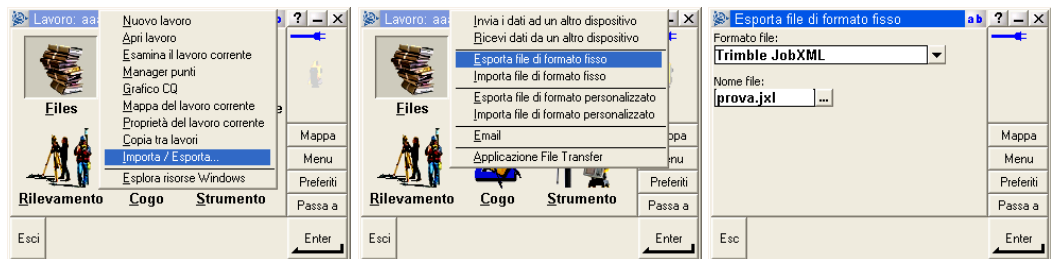 Lavoro: aaa
Nuovo lavoro
Apri lavoro
Esamina il lavoro corrente
Manager punti
Grafico CQ
Mappa del lavoro corrente
Proprietà del lavoro corrente
Copia tra lavori
Importa / Esporta...
Esplora risorse Windows
Files
Rilevamento
Cogo
Strumento
Mappa
Menu
Preferiti
Passa a
Esci
Enter
Lavoro: aaa
Invia i dati ad un altro dispositivo
Ricevi dati da un altro dispositivo
Esporta file di formato fisso
Importa file di formato fisso
Esporta file di formato personalizzato
Importa file di formato personalizzato
Email
Applicazione File Transfer
Files
Rilevamento
Cogo
Strumento
Preferiti
Passa a
Esci
Enter
Esporta file di formato fisso
ab
Formato file:
Trimble JobXML
Nome file:
prova.jxl
...
Mappa
Menu
Preferiti
Passa a
Esc
Enter